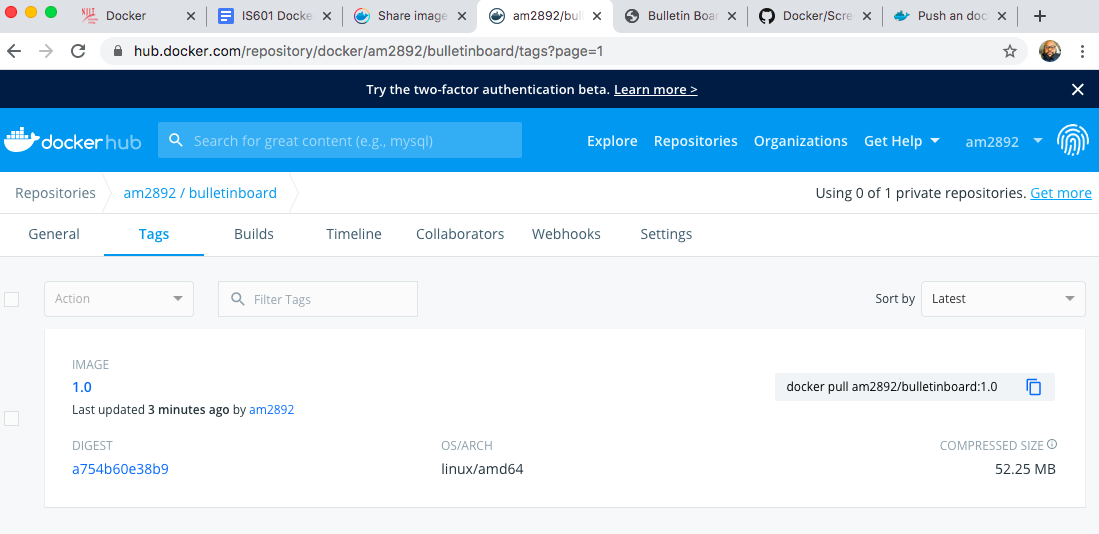 Docker IS601 Docke Share image am2892/bul Bulletin Boar Docker/Scre Push an doc
hub.docker.com/repository/docker/am2892/bulletinboard/tags?page=1
Try the two-factor authentication beta. Learn more >
dockerhub Search for great content (e.g., mysql) Explore Repositories Organizations Get Help am2892
Repositories am2892 / bulletinboard Using 0 of 1 private repositories. Get more
General Tags Builds Timeline Collaborators Webhooks Settings
Action Filter Tags Sort by Latest
IMAGE
1.0 docker pull am2892/bulletinboard:1.0
Last updated 3 minutes ago by am2892
DIGEST OS/ARCH COMPRESSED SIZE
a754b60e38b9 linux/amd64 52.25 MB